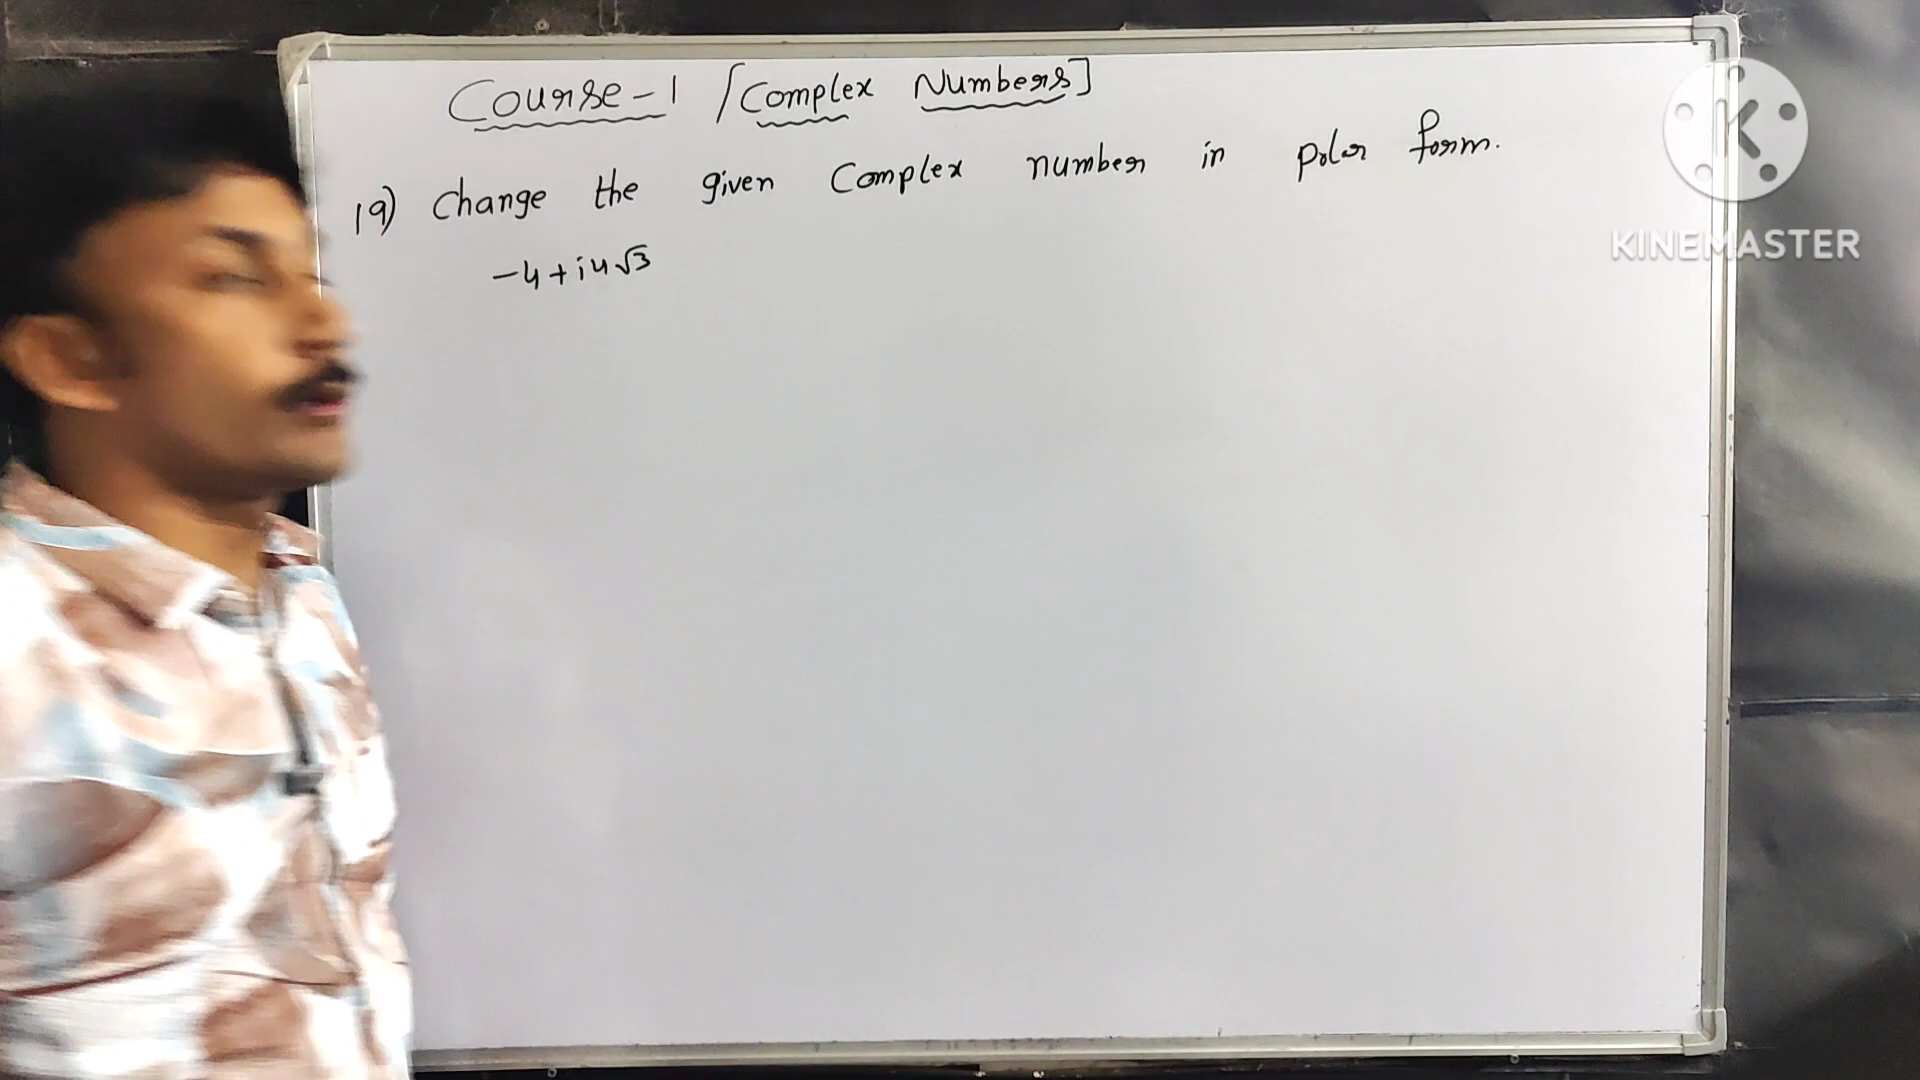 Course-1 [Complex Numbers]
19) Change the given Complex number in polar form.
-4+i4√3
KINEMASTER